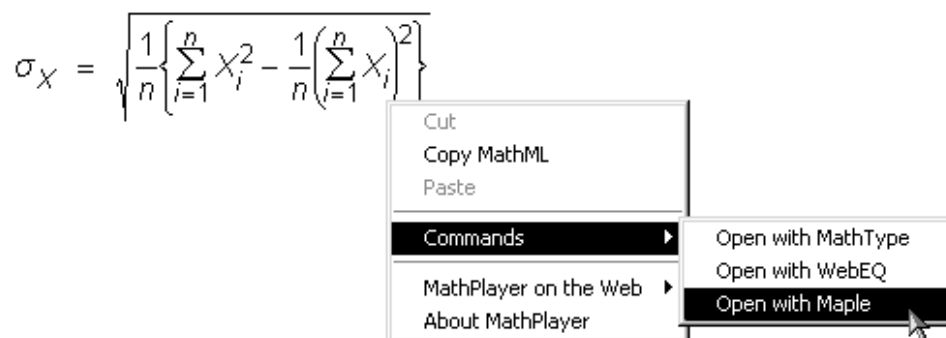 σ_X = √(1/n {∑_{i=1}^{n} X_i^2 − 1/n (∑_{i=1}^{n} X_i)^2})
Cut
Copy MathML
Paste
Commands
Open with MathType
Open with WebEQ
Open with Maple
MathPlayer on the Web
About MathPlayer